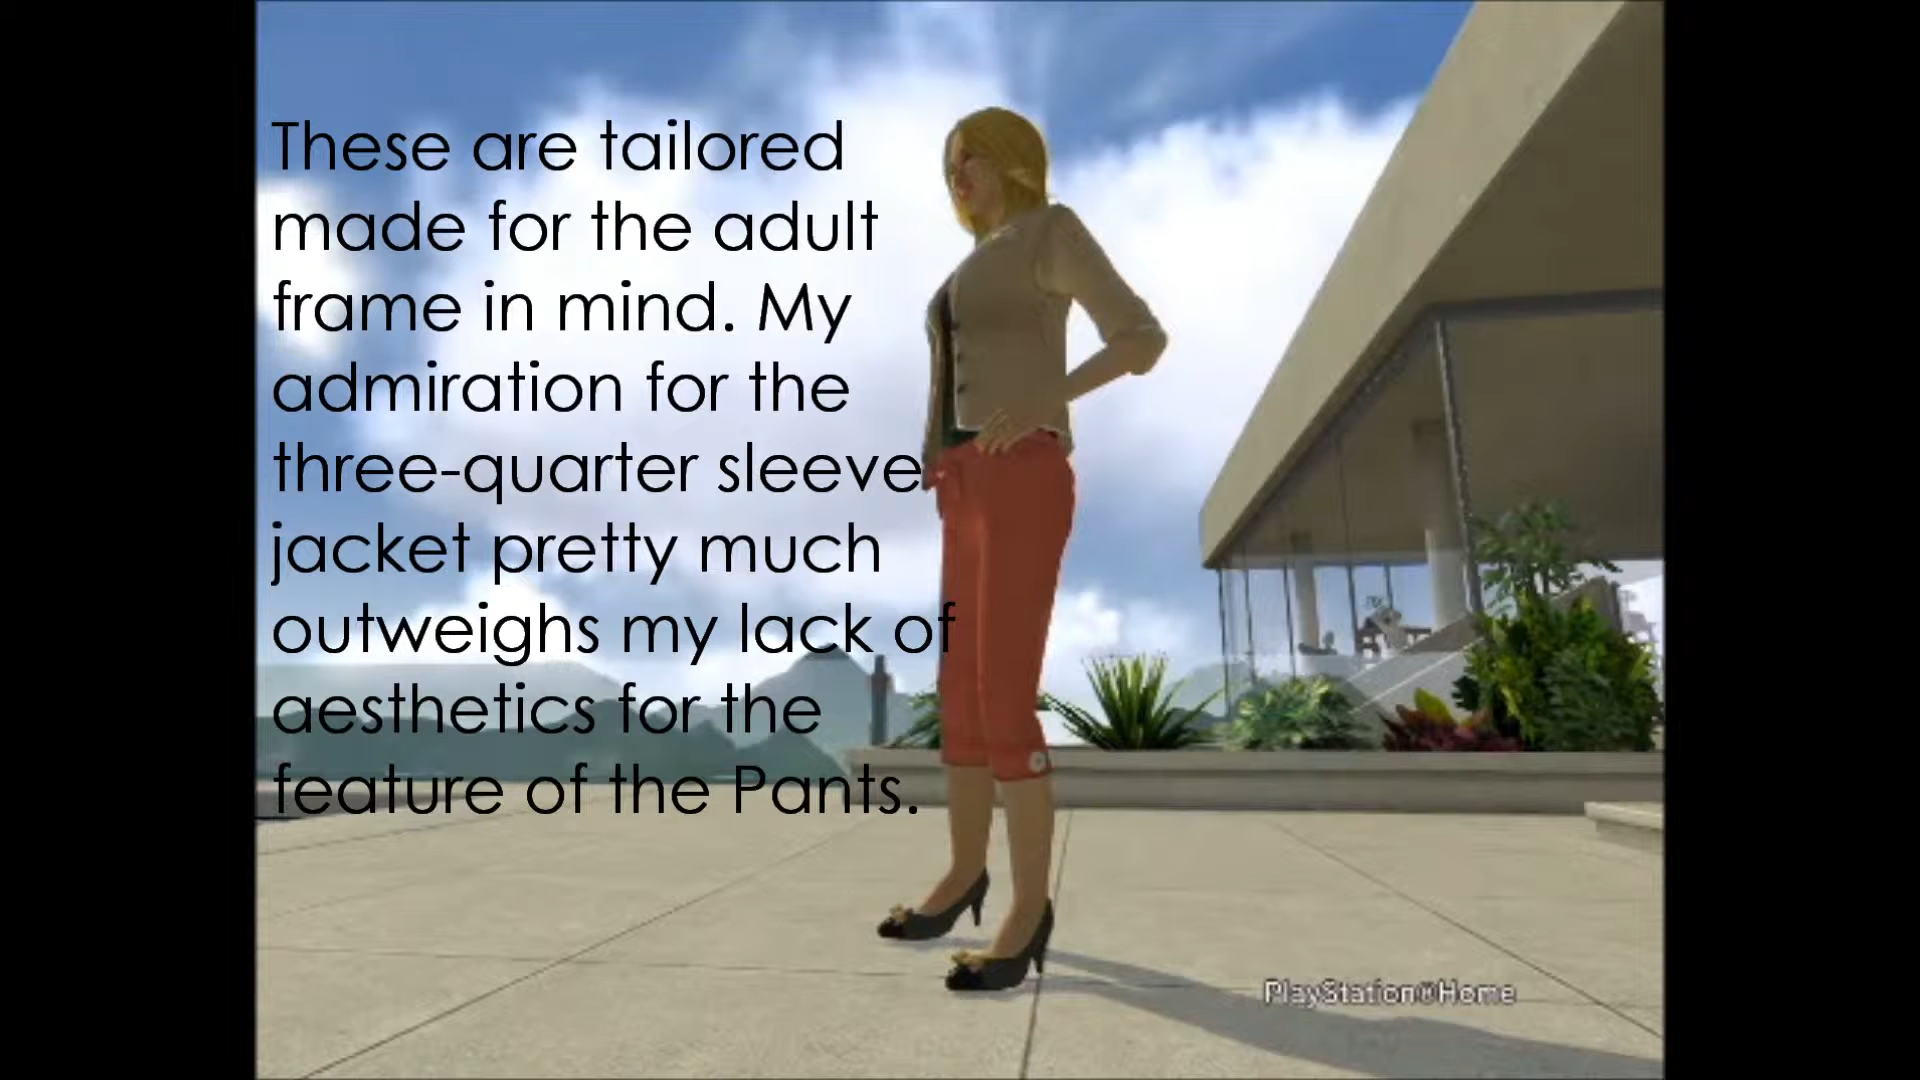 These are tailored
made for the adult
frame in mind. My
admiration for the
three-quarter sleeve
jacket pretty much
outweighs my lack of
aesthetics for the
feature of the Pants.
PlayStation®Home